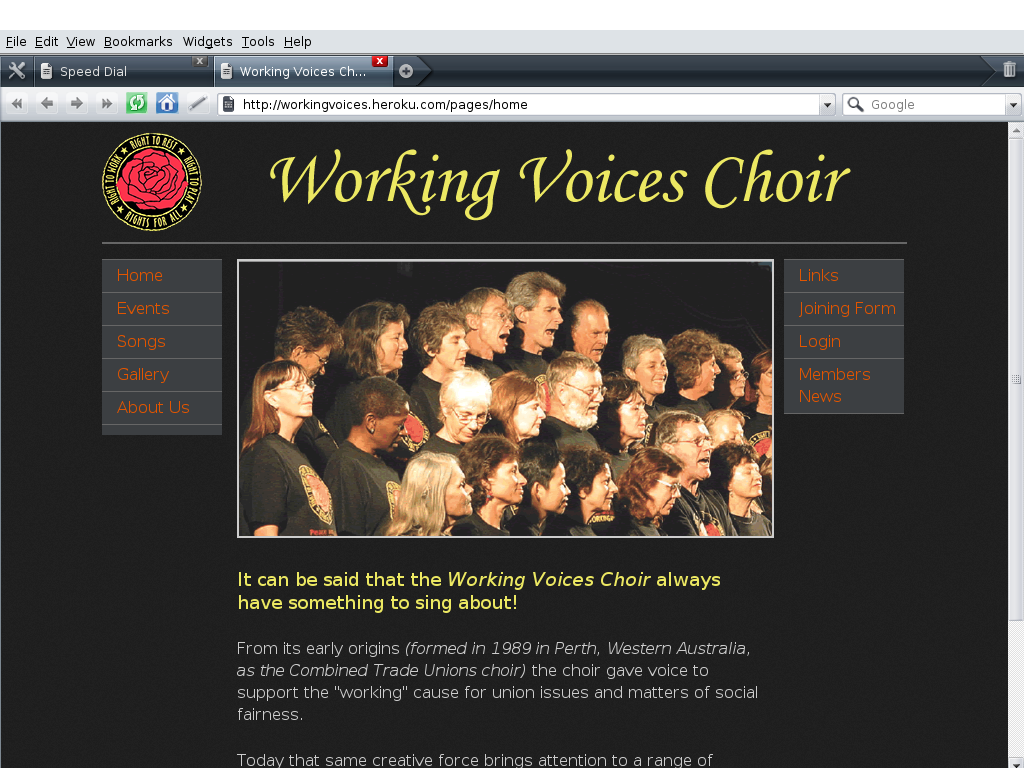 File Edit View Bookmarks Widgets Tools Help
Speed Dial
Working Voices Ch...
http://workingvoices.heroku.com/pages/home
Google
RIGHT TO WORK ★ RIGHT TO REST ★ RIGHT TO PLAY ★ RIGHTS FOR ALL ★
Working Voices Choir
Home
Events
Songs
Gallery
About Us
Links
Joining Form
Login
Members
News
It can be said that the Working Voices Choir always
have something to sing about!
From its early origins (formed in 1989 in Perth, Western Australia,
as the Combined Trade Unions choir) the choir gave voice to
support the "working" cause for union issues and matters of social
fairness.
Today that same creative force brings attention to a range of